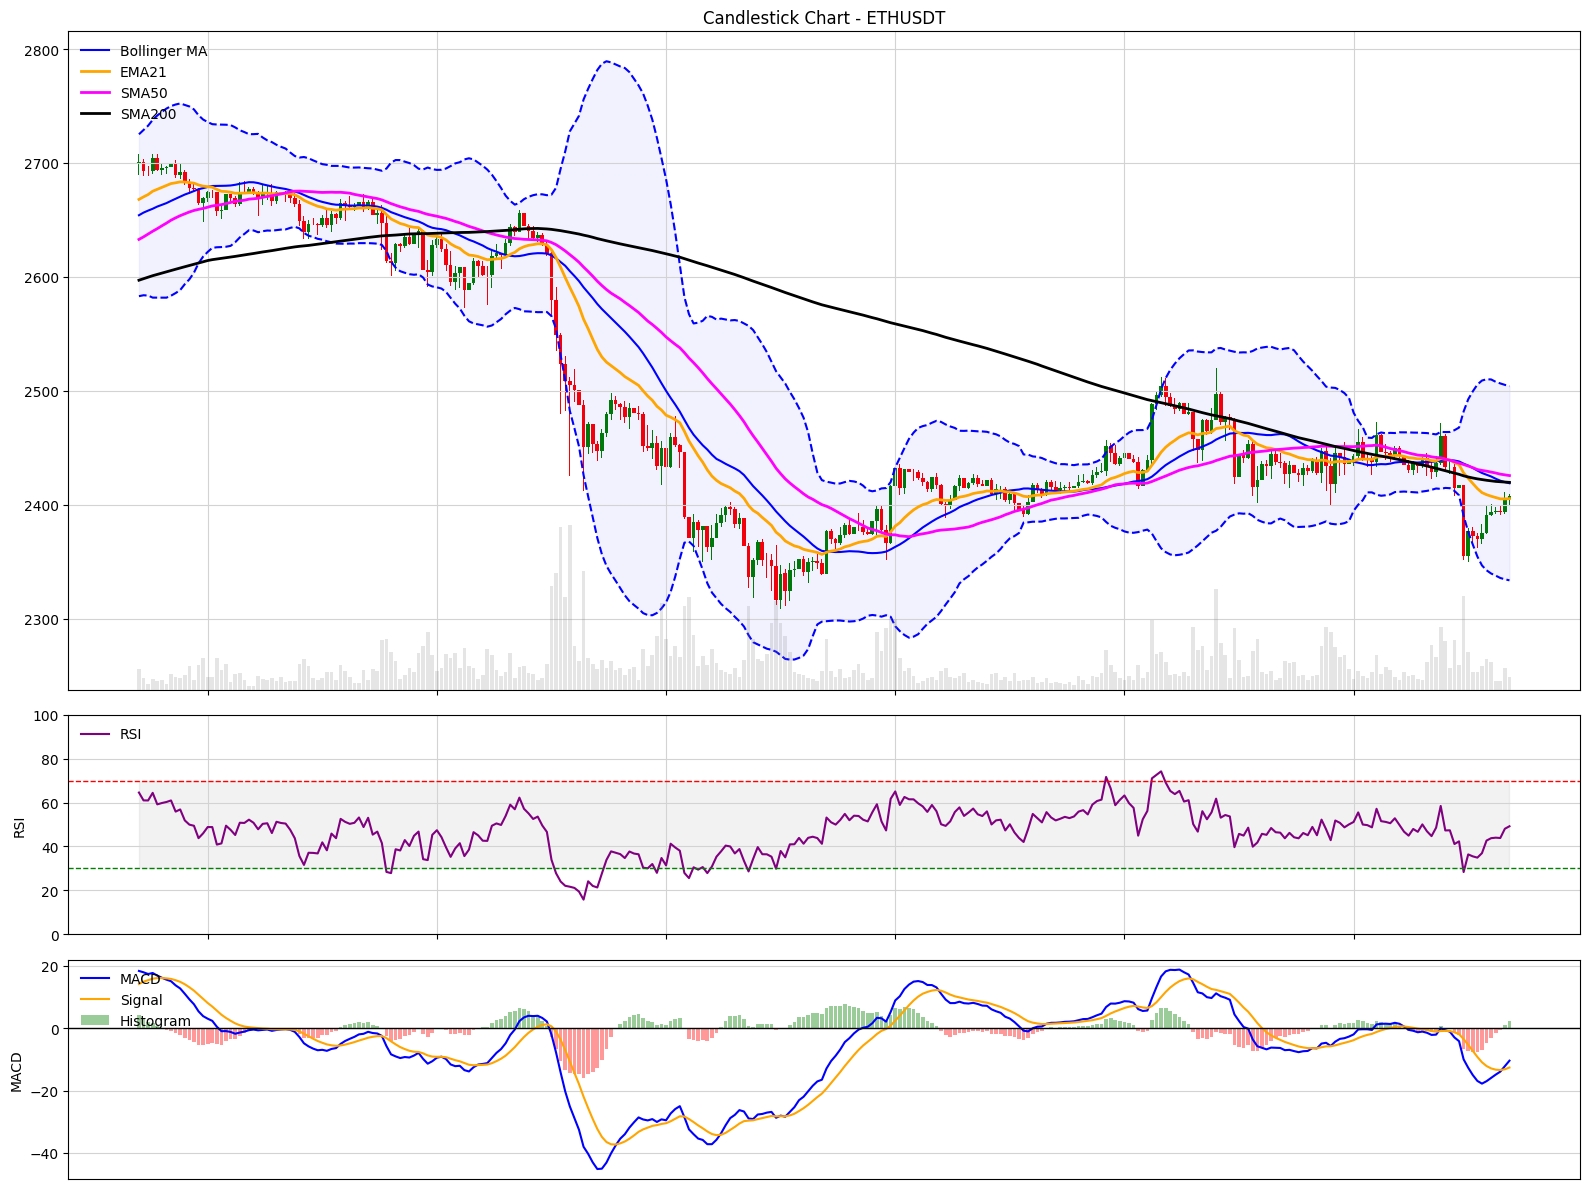 Candlestick Chart - ETHUSDT
Bollinger MA
EMA21
SMA50
SMA200
2800
2700
2600
2500
2400
2300
RSI
RSI
100
80
60
40
20
0
MACD
Signal
Histogram
MACD
20
0
−20
−40